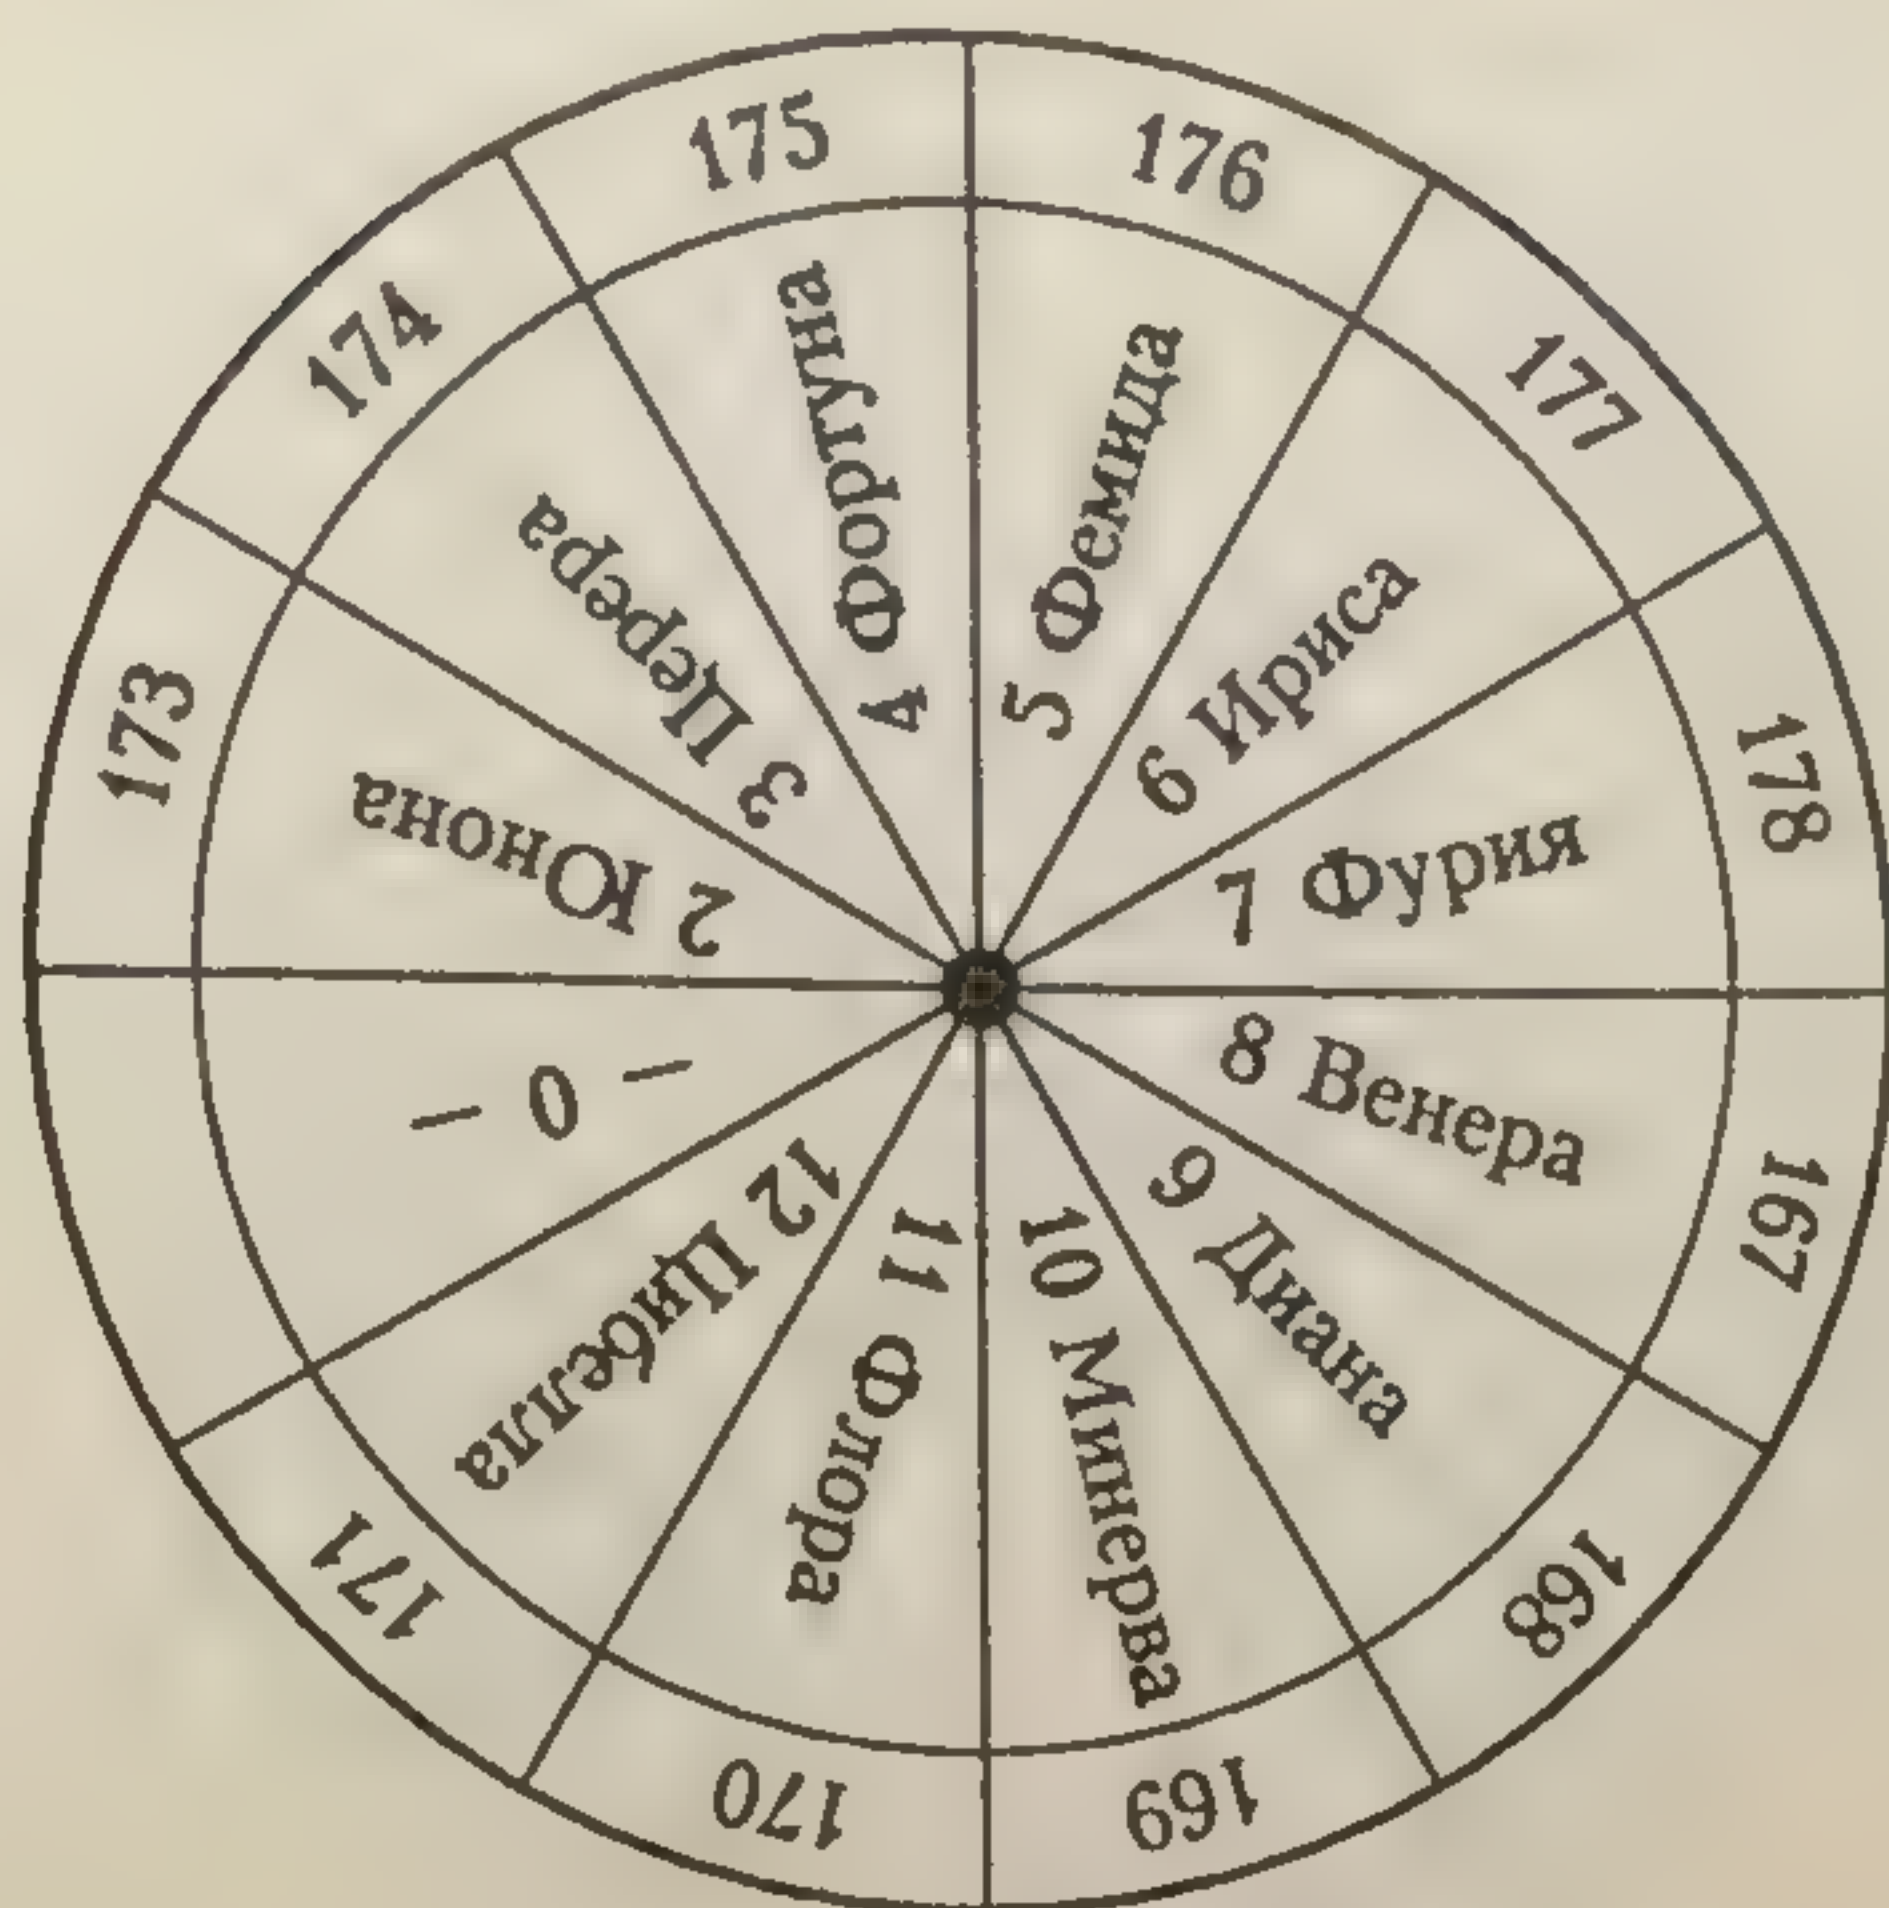 173
2 Юнона
174
3 Церера
175
4 Фортуна
176
5 Фемида
177
6 Ириса
178
7 Фурия
167
8 Венера
168
9 Диана
169
10 Минерва
170
11 Флора
171
12 Цибелла
— 0 —